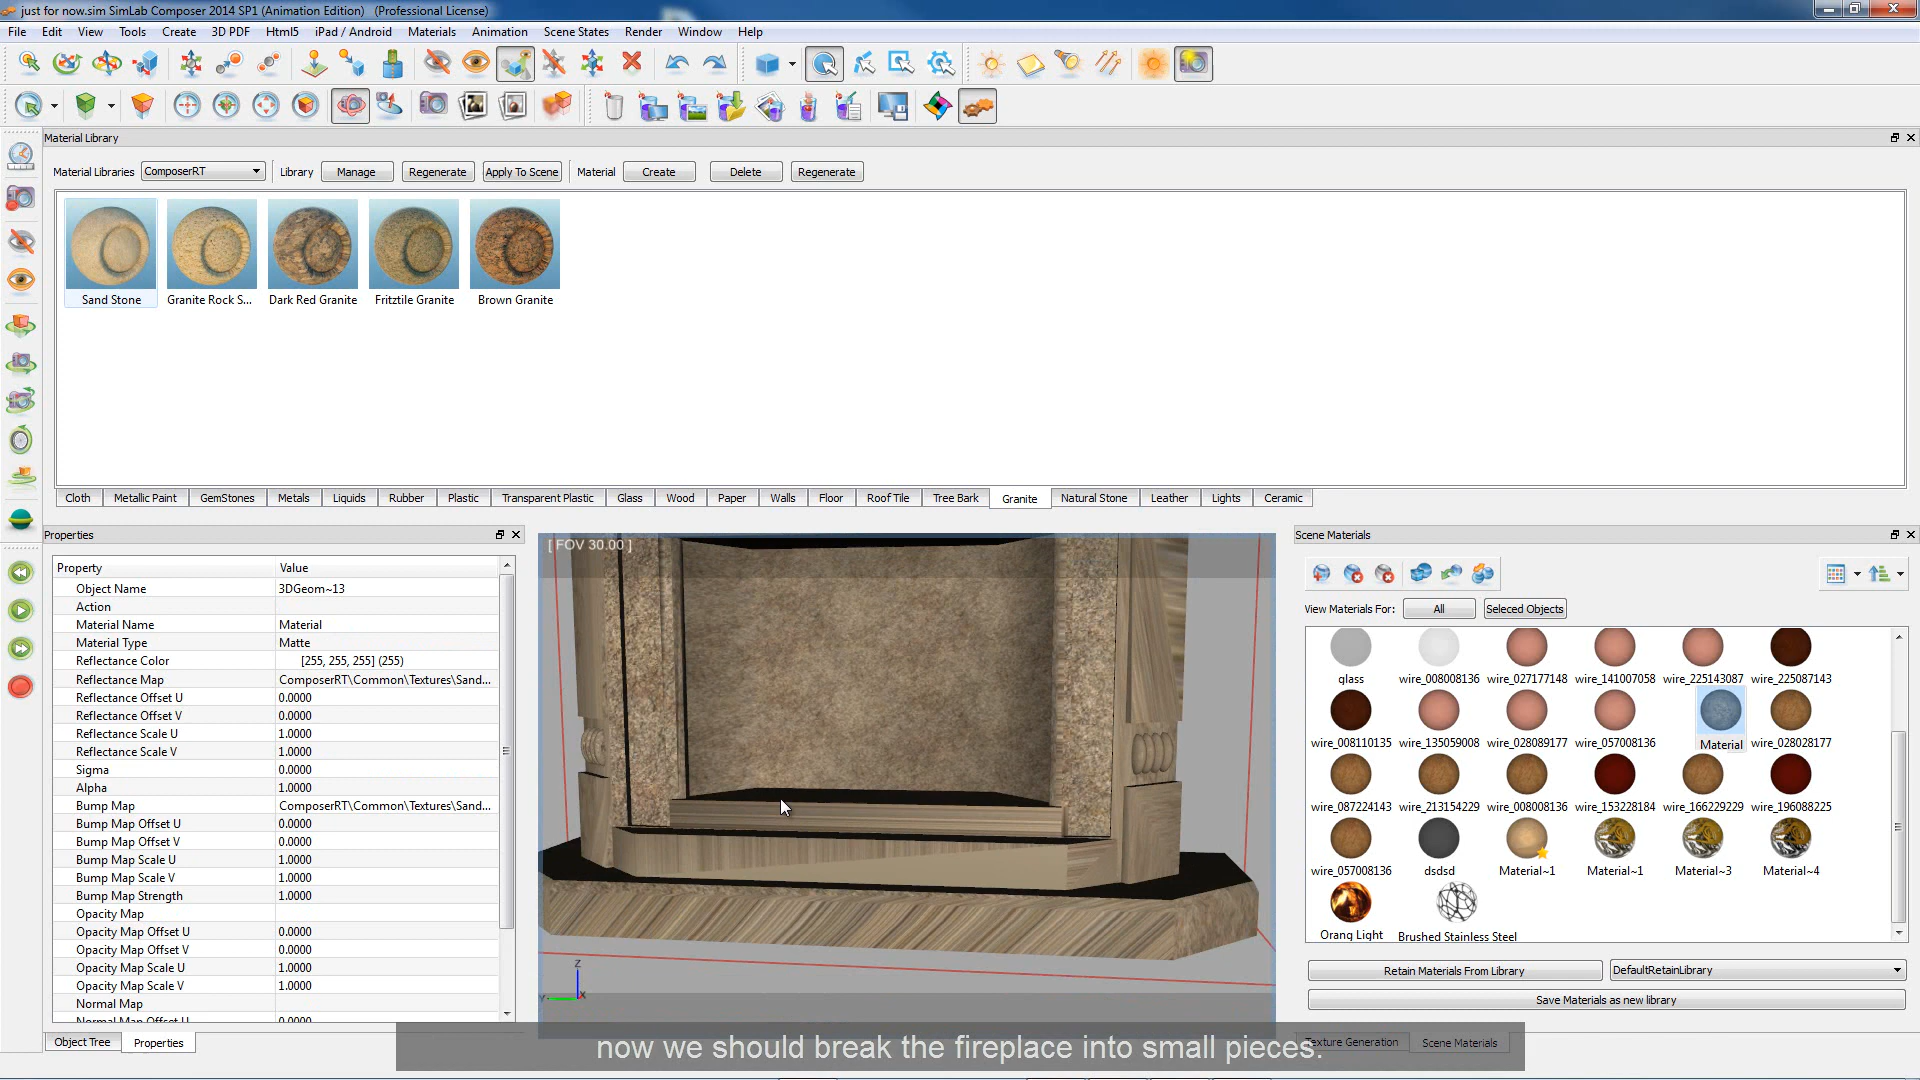 just for now.sim SimLab Composer 2014 SP1 (Animation Edition) (Professional License)
File Edit View Tools Create 3D PDF Html5 iPad / Android Materials Animation Scene States Render Window Help
Material Library
Material Libraries ComposerRT Library Manage Regenerate Apply To Scene Material Create Delete Regenerate
Sand Stone Granite Rock S... Dark Red Granite Fritztile Granite Brown Granite
Cloth Metallic Paint GemStones Metals Liquids Rubber Plastic Transparent Plastic Glass Wood Paper Walls Floor Roof Tile Tree Bark Granite Natural Stone Leather Lights Ceramic
Properties
Property Value
Object Name 3DGeom~13
Action
Material Name Material
Material Type Matte
Reflectance Color [255, 255, 255] (255)
Reflectance Map ComposerRT\Common\Textures\Sand...
Reflectance Offset U 0.0000
Reflectance Offset V 0.0000
Reflectance Scale U 1.0000
Reflectance Scale V 1.0000
Sigma 0.0000
Alpha 1.0000
Bump Map ComposerRT\Common\Textures\Sand...
Bump Map Offset U 0.0000
Bump Map Offset V 0.0000
Bump Map Scale U 1.0000
Bump Map Scale V 1.0000
Bump Map Strength 1.0000
Opacity Map
Opacity Map Offset U 0.0000
Opacity Map Offset V 0.0000
Opacity Map Scale U 1.0000
Opacity Map Scale V 1.0000
Normal Map
Normal Map Offset U 0.0000
Object Tree Properties
[ FOV 30.00 ]
Z
Y X
Scene Materials
View Materials For: All Seleced Objects
glass wire_008008136 wire_027177148 wire_141007058 wire_225143087 wire_225087143
wire_008110135 wire_135059008 wire_028089177 wire_057008136 Material wire_028028177
wire_087224143 wire_213154229 wire_008008136 wire_153228184 wire_166229229 wire_196088225
wire_057008136 dsdsd Material~1 Material~1 Material~3 Material~4
Orang Light Brushed Stainless Steel
Retain Materials From Library DefaultRetainLibrary
Save Materials as new library
Texture Generation Scene Materials
now we should break the fireplace into small pieces.